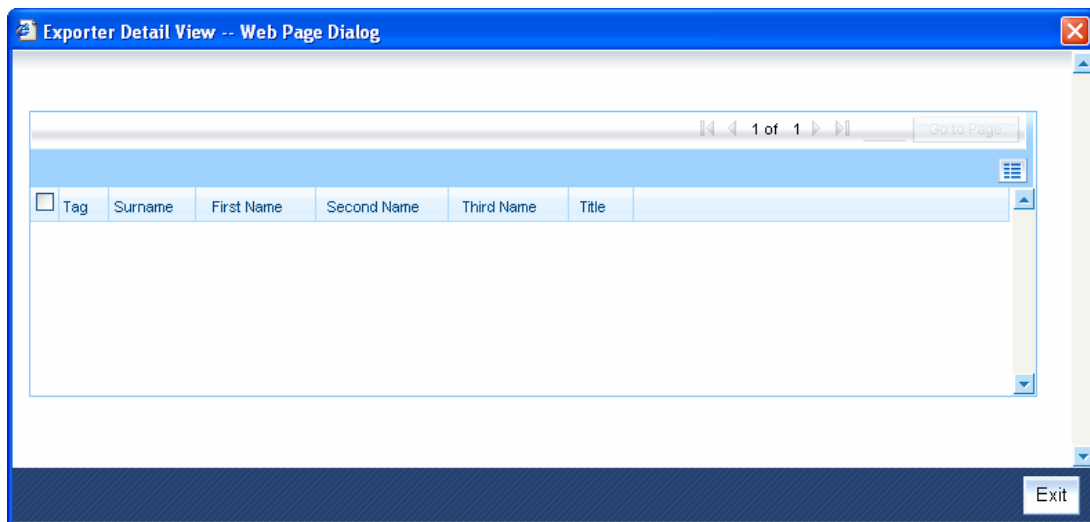 Exporter Detail View -- Web Page Dialog
1 of 1 Go to Page
Tag Surname First Name Second Name Third Name Title
Exit